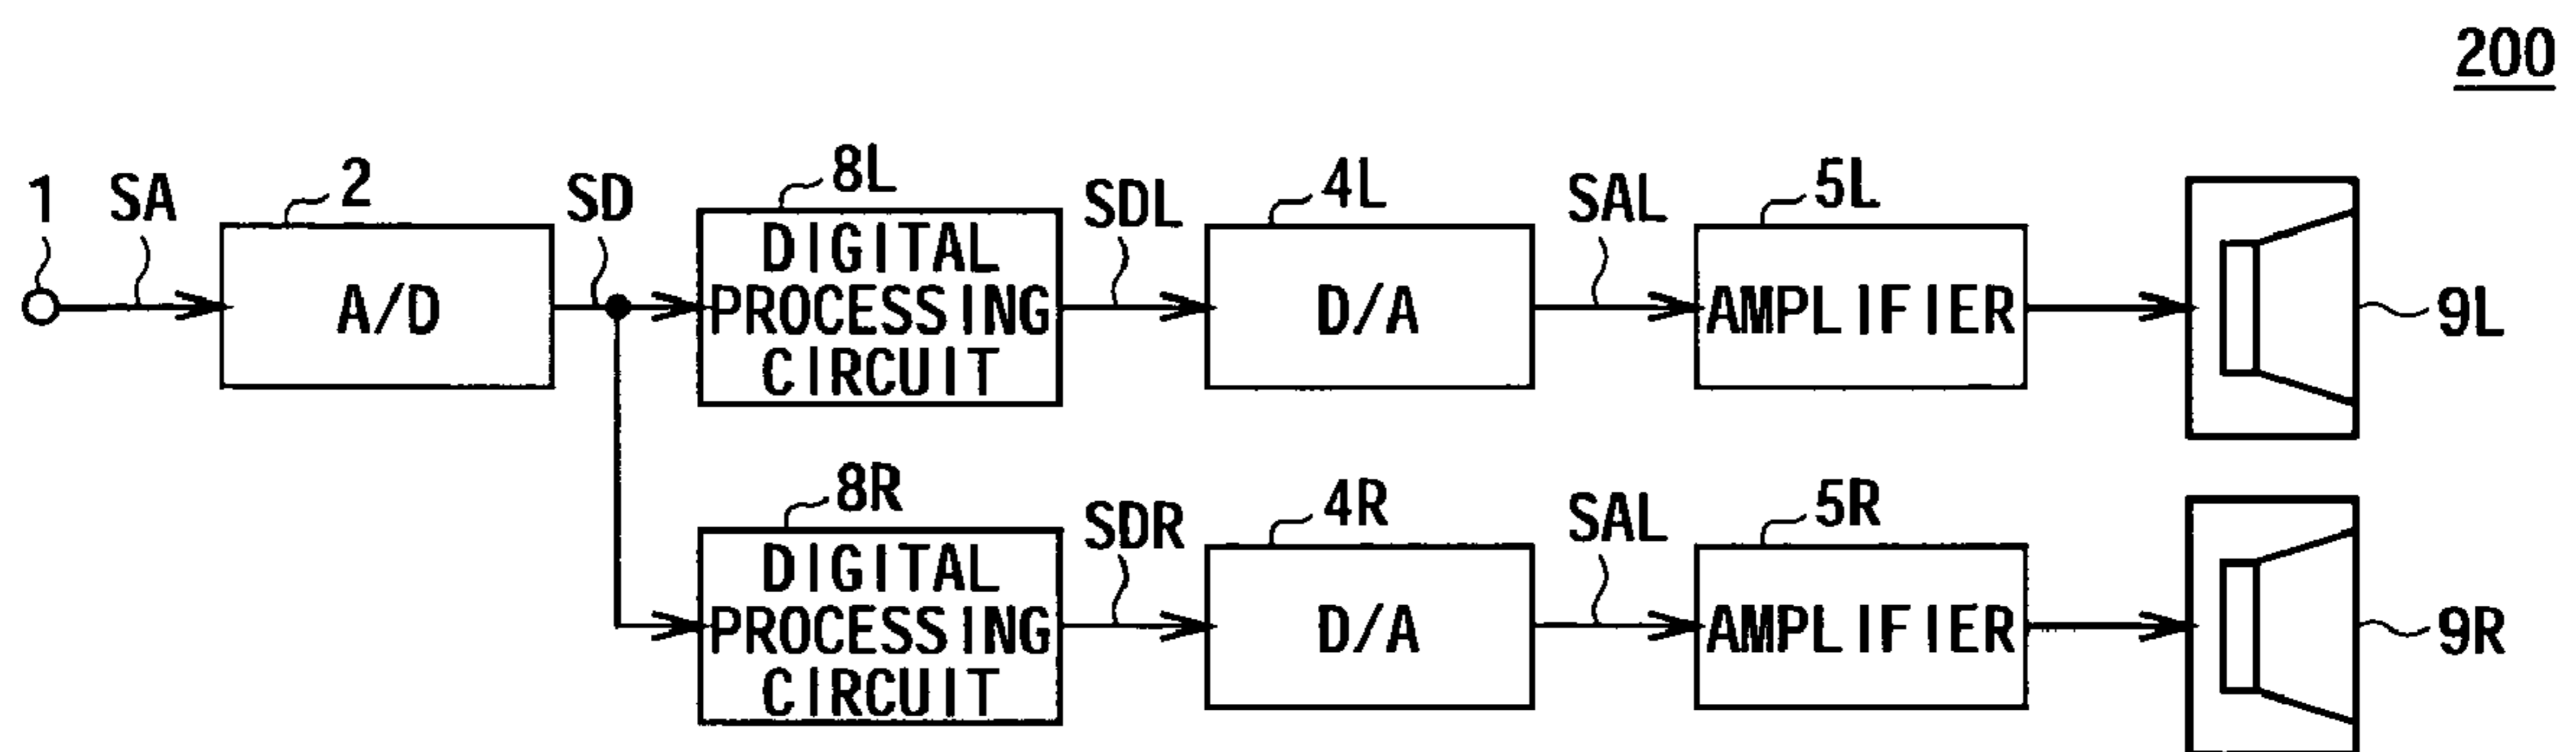 200
1
SA
2
A/D
SD
8L
DIGITAL
PROCESSING
CIRCUIT
SDL
4L
D/A
SAL
5L
AMPLIFIER
9L
8R
DIGITAL
PROCESSING
CIRCUIT
SDR
4R
D/A
SAL
5R
AMPLIFIER
9R